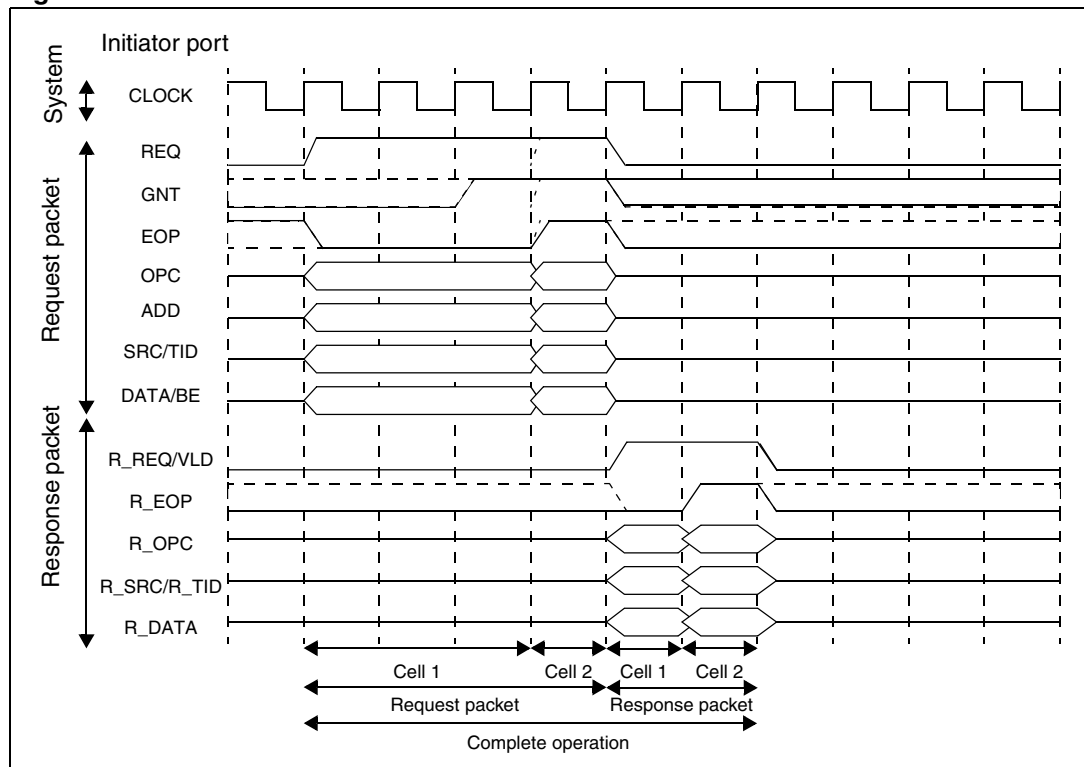 Initiator port
System
CLOCK
Request packet
REQ
GNT
EOP
OPC
ADD
SRC/TID
DATA/BE
Response packet
R_REQ/VLD
R_EOP
R_OPC
R_SRC/R_TID
R_DATA
Cell 1
Cell 2
Cell 1
Cell 2
Request packet
Response packet
Complete operation